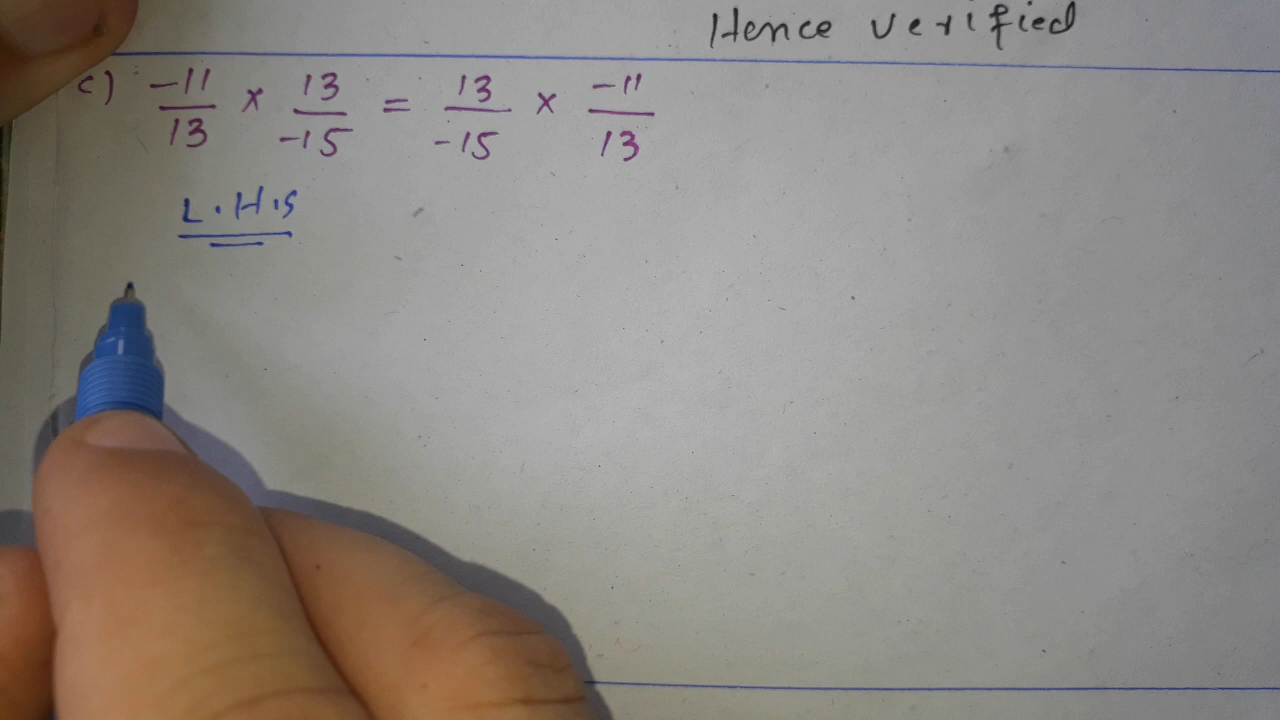 Hence verified
c) -11/13 × 13/-15 = 13/-15 × -11/13
L.H.S